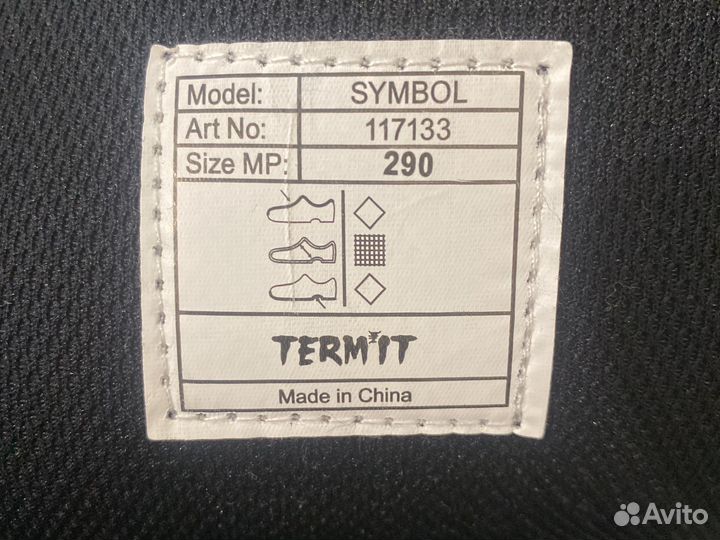 Model: SYMBOL
Art No: 117133
Size MP: 290
TERMIT
Made in China
Avito